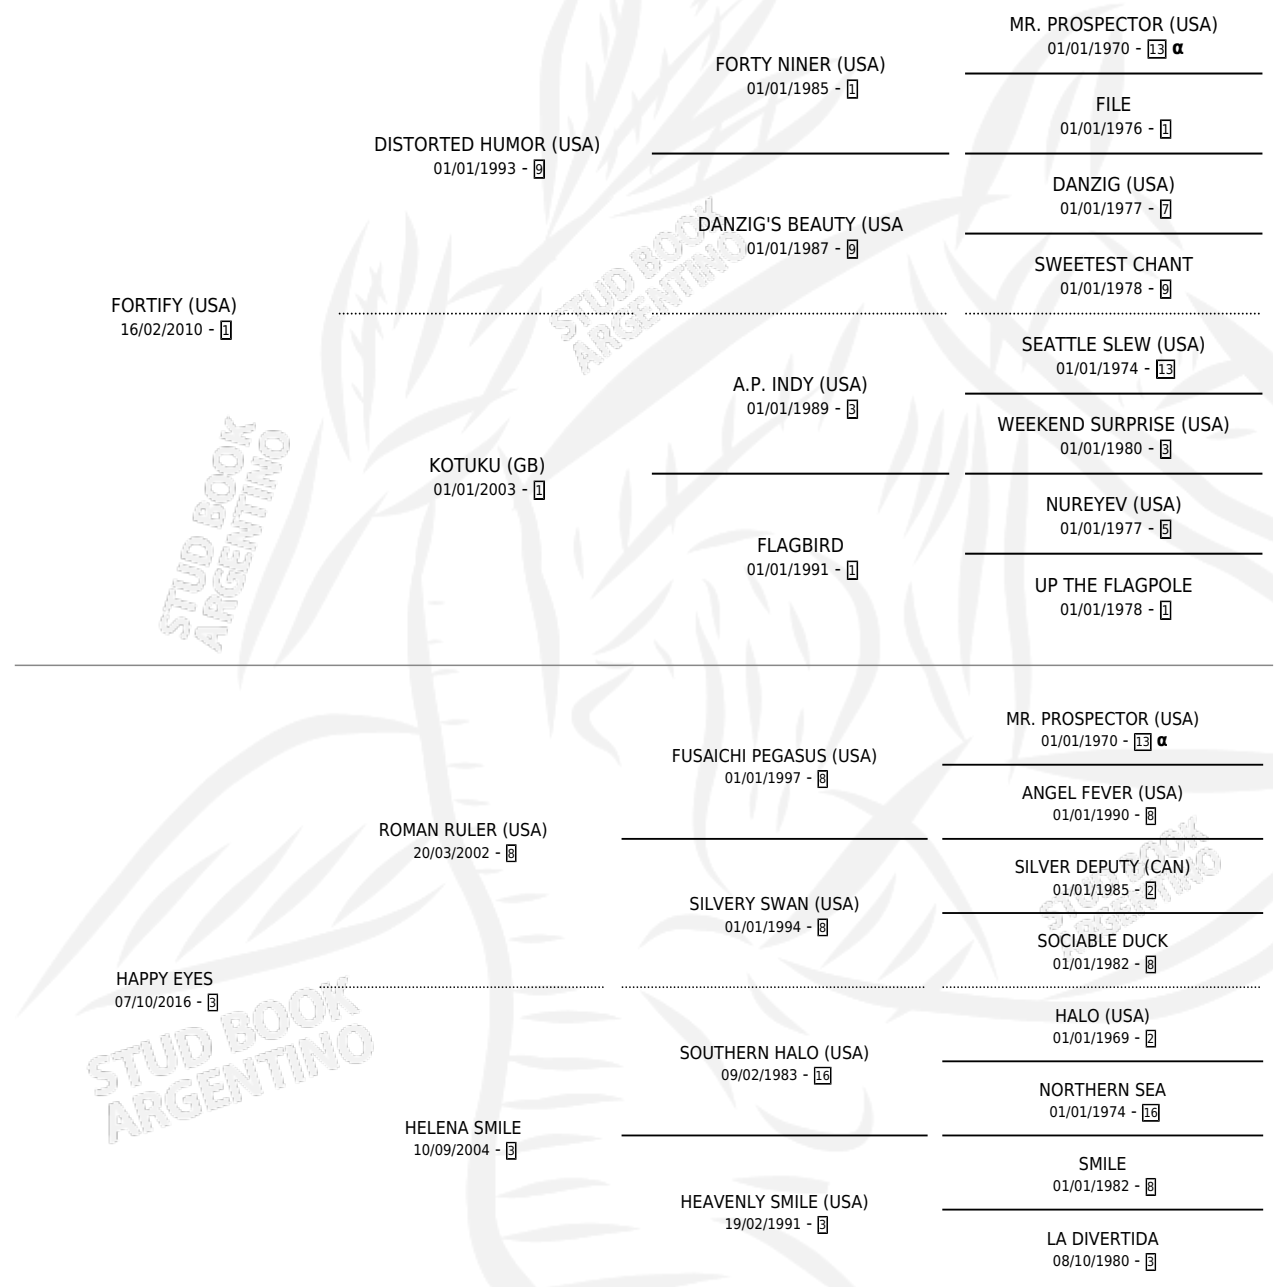 MR. PROSPECTOR (USA)
01/01/1970 - 13 α
FORTY NINER (USA)
01/01/1985 - 1
FILE
01/01/1976 - 1
DISTORTED HUMOR (USA)
01/01/1993 - 9
DANZIG (USA)
01/01/1977 - 7
DANZIG'S BEAUTY (USA
01/01/1987 - 9
SWEETEST CHANT
01/01/1978 - 9
FORTIFY (USA)
16/02/2010 - 1
SEATTLE SLEW (USA)
01/01/1974 - 13
A.P. INDY (USA)
01/01/1989 - 3
WEEKEND SURPRISE (USA)
01/01/1980 - 3
KOTUKU (GB)
01/01/2003 - 1
NUREYEV (USA)
01/01/1977 - 5
FLAGBIRD
01/01/1991 - 1
UP THE FLAGPOLE
01/01/1978 - 1
STUD BOOK
ARGENTINO
STUD BOOK
ARGENTINO
MR. PROSPECTOR (USA)
01/01/1970 - 13 α
FUSAICHI PEGASUS (USA)
01/01/1997 - 8
ANGEL FEVER (USA)
01/01/1990 - 8
ROMAN RULER (USA)
20/03/2002 - 8
SILVER DEPUTY (CAN)
01/01/1985 - 2
SILVERY SWAN (USA)
01/01/1994 - 8
SOCIABLE DUCK
01/01/1982 - 8
HAPPY EYES
07/10/2016 - 3
HALO (USA)
01/01/1969 - 2
SOUTHERN HALO (USA)
09/02/1983 - 16
NORTHERN SEA
01/01/1974 - 16
HELENA SMILE
10/09/2004 - 3
SMILE
01/01/1982 - 8
HEAVENLY SMILE (USA)
19/02/1991 - 3
LA DIVERTIDA
08/10/1980 - 3
STUD BOOK
ARGENTINO
STUD BOOK
ARGENTINO